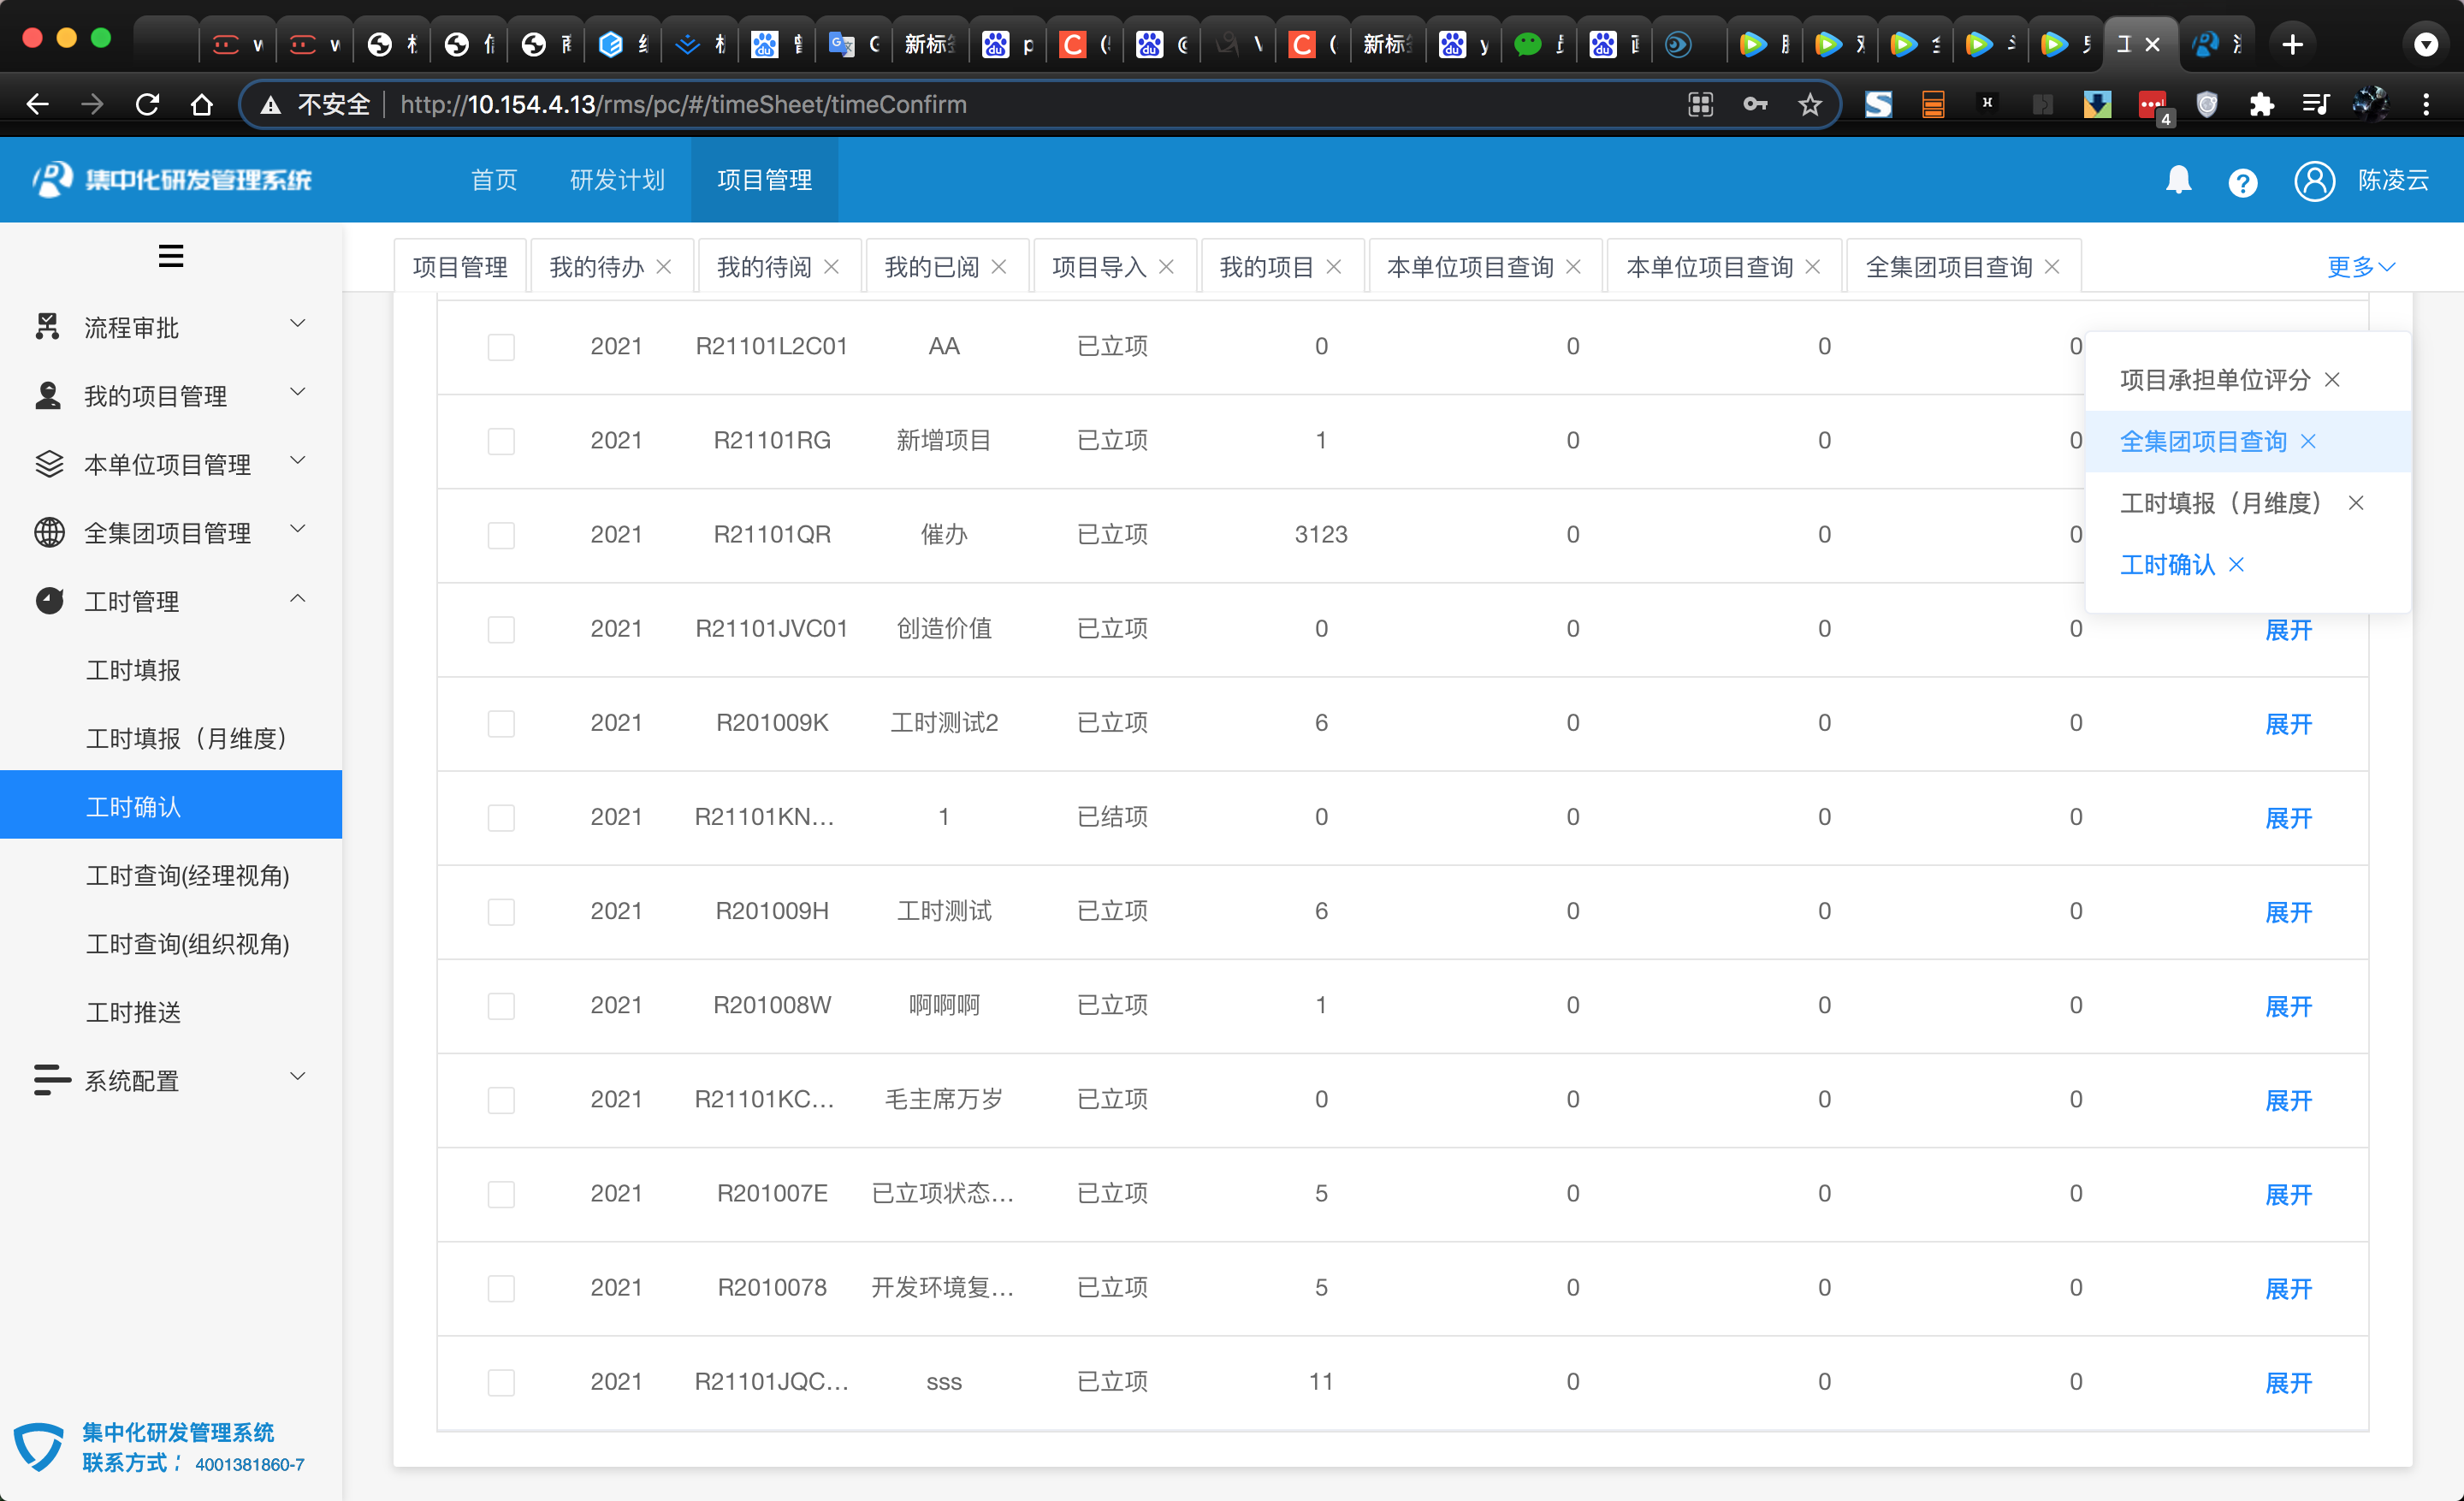 新标
新标
不安全 http://10.154.4.13/rms/pc/#/timeSheet/timeConfirm
4
集中化研发管理系统 首页 研发计划 项目管理 陈凌云
项目管理 我的待办 我的待阅 我的已阅 项目导入 我的项目 本单位项目查询 本单位项目查询 全集团项目查询 更多
流程审批
我的项目管理
本单位项目管理
全集团项目管理
工时管理
工时填报
工时填报（月维度）
工时确认
工时查询(经理视角)
工时查询(组织视角)
工时推送
系统配置
集中化研发管理系统
联系方式： 4001381860-7
2021 R21101L2C01 AA 已立项 0 0 0 0
2021 R21101RG 新增项目 已立项 1 0 0 0
2021 R21101QR 催办 已立项 3123 0 0 0
2021 R21101JVC01 创造价值 已立项 0 0 0 0 展开
2021 R201009K 工时测试2 已立项 6 0 0 0 展开
2021 R21101KN... 1 已结项 0 0 0 0 展开
2021 R201009H 工时测试 已立项 6 0 0 0 展开
2021 R201008W 啊啊啊 已立项 1 0 0 0 展开
2021 R21101KC... 毛主席万岁 已立项 0 0 0 0 展开
2021 R201007E 已立项状态... 已立项 5 0 0 0 展开
2021 R2010078 开发环境复... 已立项 5 0 0 0 展开
2021 R21101JQC... sss 已立项 11 0 0 0 展开
项目承担单位评分
全集团项目查询
工时填报（月维度）
工时确认